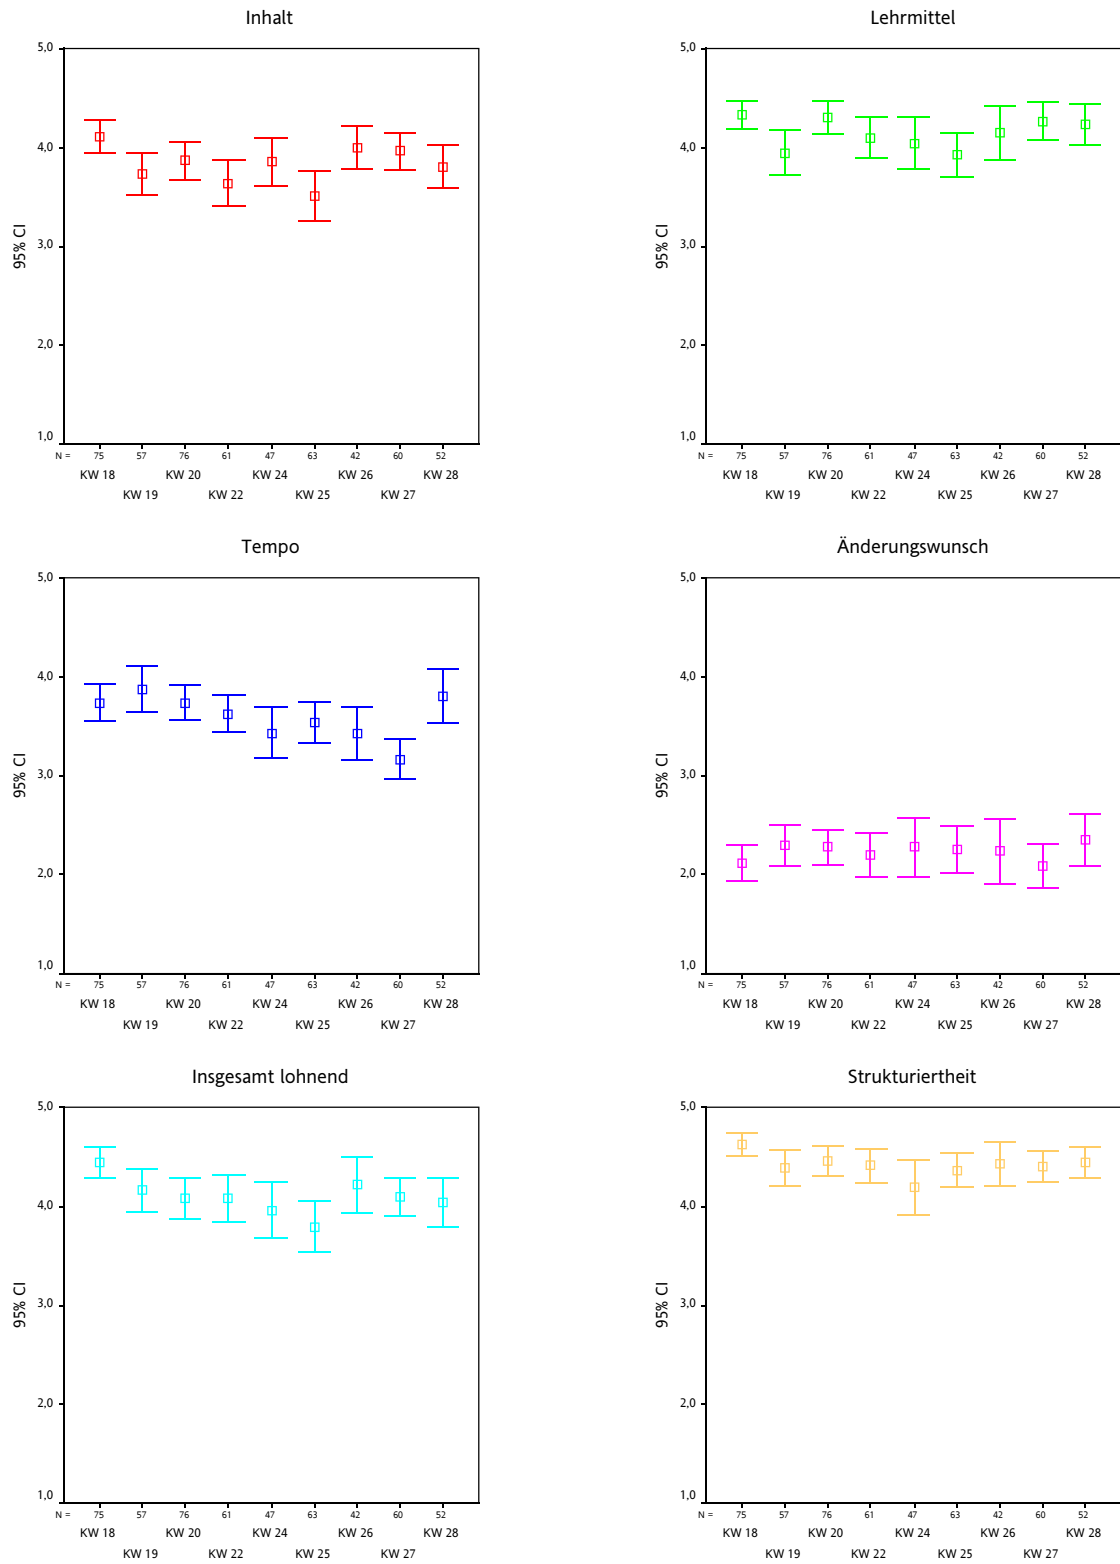 Inhalt
5,0
4,0
3,0
2,0
1,0
95% CI
N = 75 57 76 61 47 63 42 60 52
KW 18 KW 20 KW 24 KW 26 KW 28
KW 19 KW 22 KW 25 KW 27
Lehrmittel
5,0
4,0
3,0
2,0
1,0
95% CI
N = 75 57 76 61 47 63 42 60 52
KW 18 KW 20 KW 24 KW 26 KW 28
KW 19 KW 22 KW 25 KW 27
Tempo
5,0
4,0
3,0
2,0
1,0
95% CI
N = 75 57 76 61 47 63 42 60 52
KW 18 KW 20 KW 24 KW 26 KW 28
KW 19 KW 22 KW 25 KW 27
Änderungswunsch
5,0
4,0
3,0
2,0
1,0
95% CI
N = 75 57 76 61 47 63 42 60 52
KW 18 KW 20 KW 24 KW 26 KW 28
KW 19 KW 22 KW 25 KW 27
Insgesamt lohnend
5,0
4,0
3,0
2,0
1,0
95% CI
N = 75 57 76 61 47 63 42 60 52
KW 18 KW 20 KW 24 KW 26 KW 28
KW 19 KW 22 KW 25 KW 27
Strukturiertheit
5,0
4,0
3,0
2,0
1,0
95% CI
N = 75 57 76 61 47 63 42 60 52
KW 18 KW 20 KW 24 KW 26 KW 28
KW 19 KW 22 KW 25 KW 27